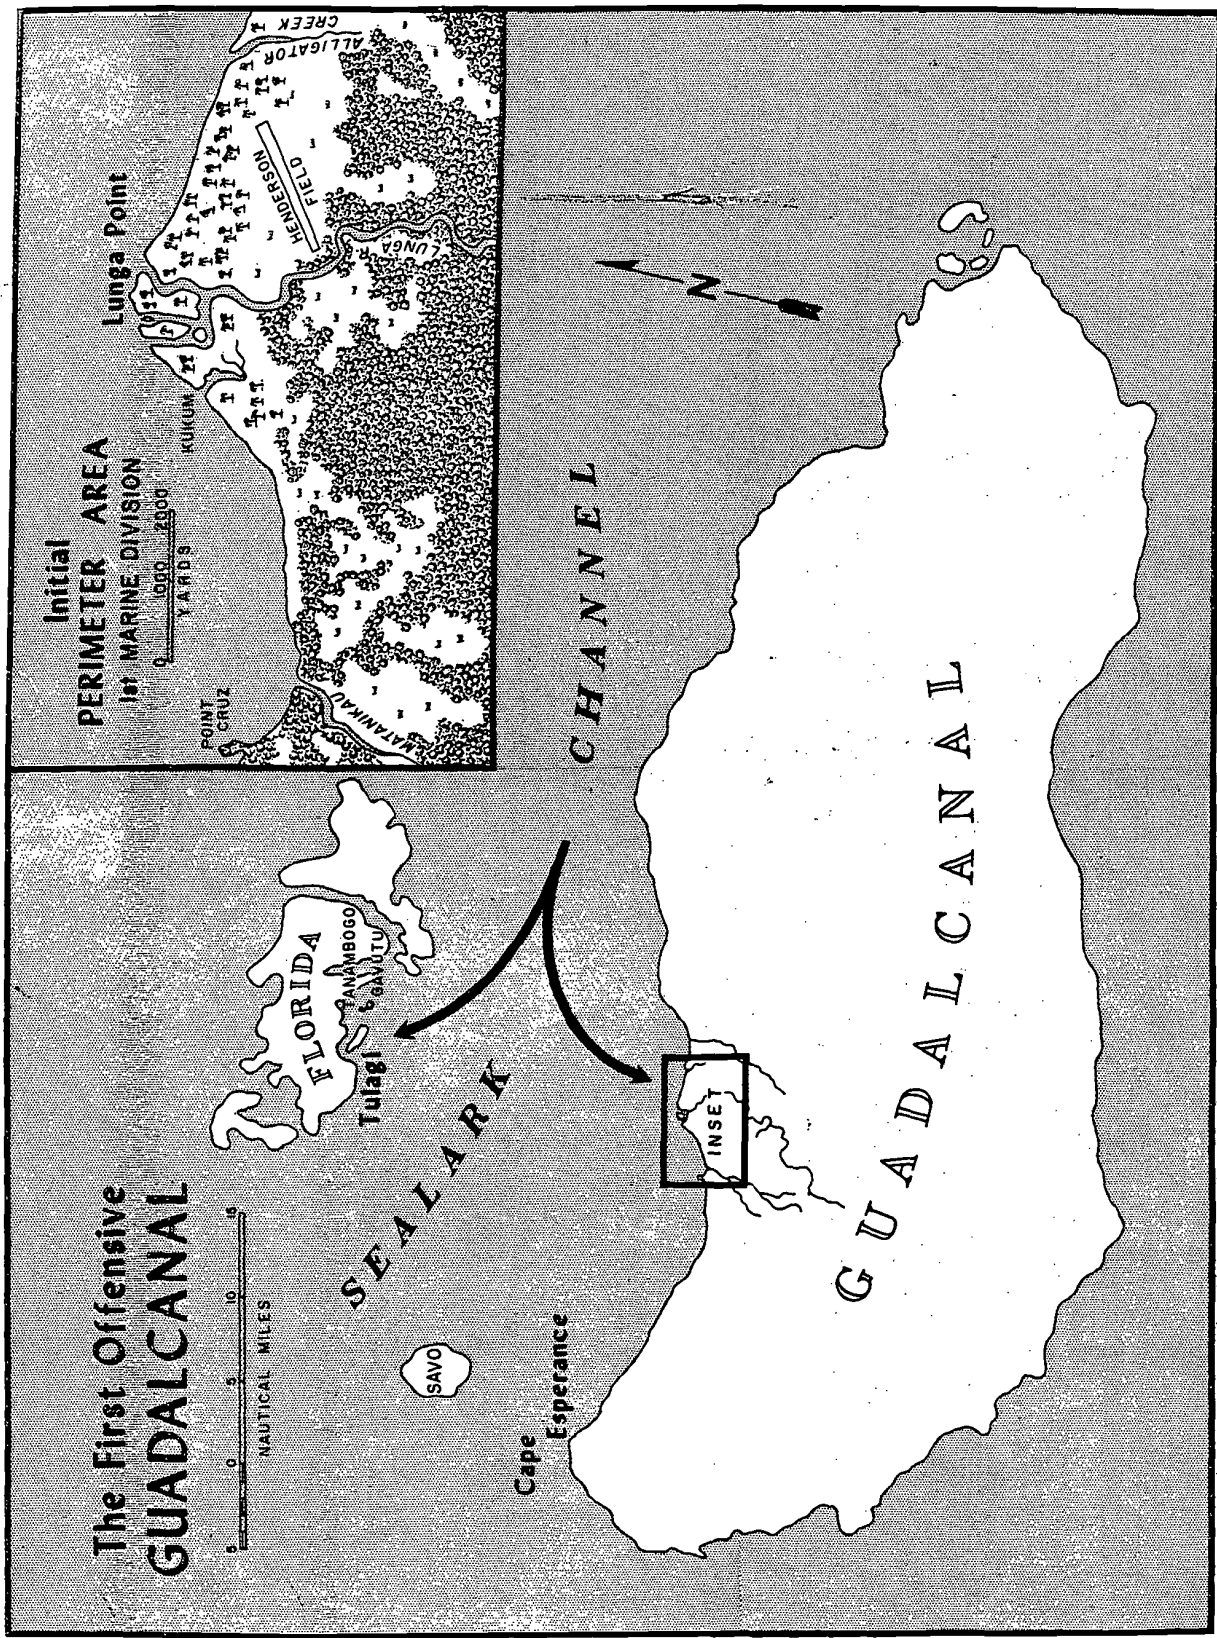 The First Offensive
GUADALCANAL
5 0 5 10 15
NAUTICAL MILES
Initial
PERIMETER AREA
1st MARINE DIVISION
0 1000 2000
YARDS
POINT
CRUZ
MATANIKAU
KUKUM
Lunga Point
LUNGA R.
HENDERSON
FIELD
ALLIGATOR
CREEK
FLORIDA
TANAMBOGO
GAVUTU
Tulagi
SEALARK
CHANNEL
SAVO
Cape
Esperance
INSET
N
GUADALCANAL